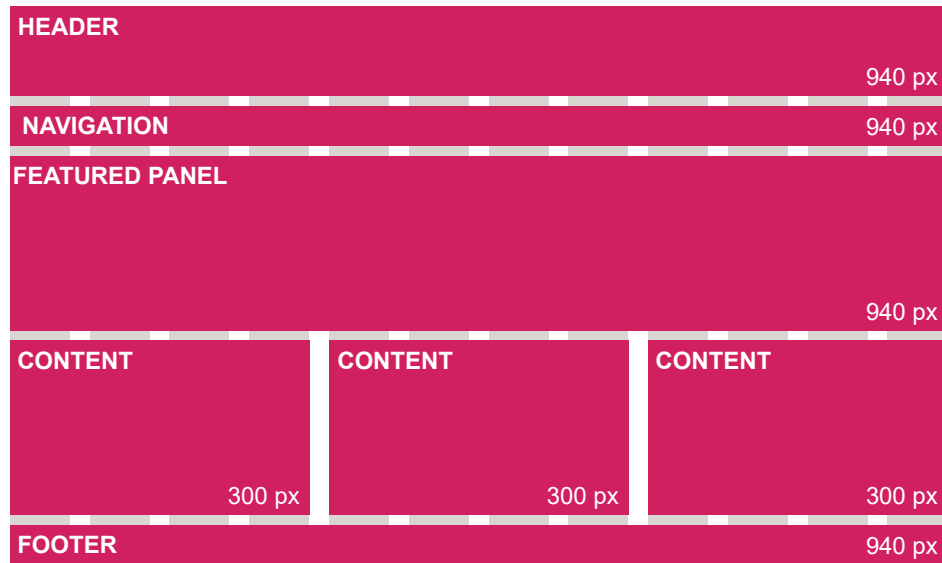 HEADER
940 px
NAVIGATION 940 px
FEATURED PANEL
940 px
CONTENT CONTENT CONTENT
300 px 300 px 300 px
FOOTER 940 px